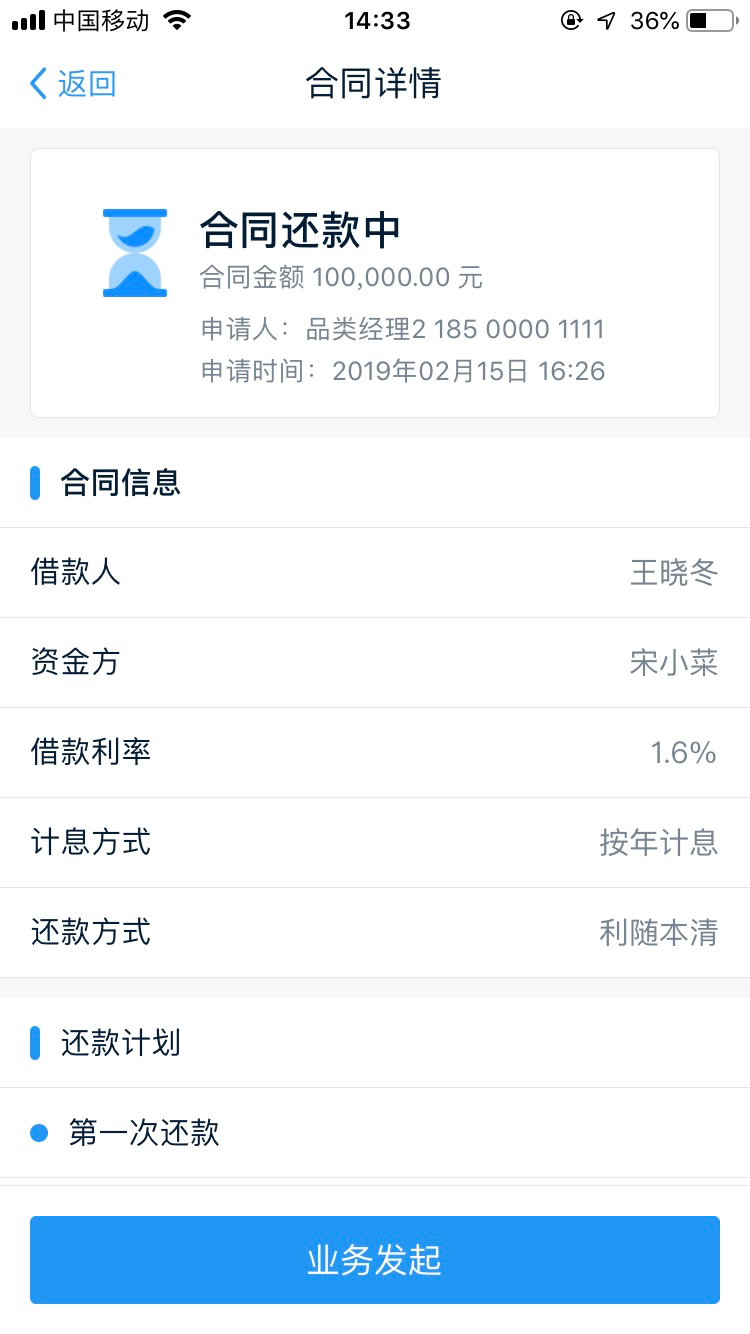 中国移动 14:33 36%
返回 合同详情
合同还款中
合同金额 100,000.00 元
申请人：品类经理2 185 0000 1111
申请时间：2019年02月15日 16:26
合同信息
借款人 王晓冬
资金方 宋小菜
借款利率 1.6%
计息方式 按年计息
还款方式 利随本清
还款计划
第一次还款
业务发起